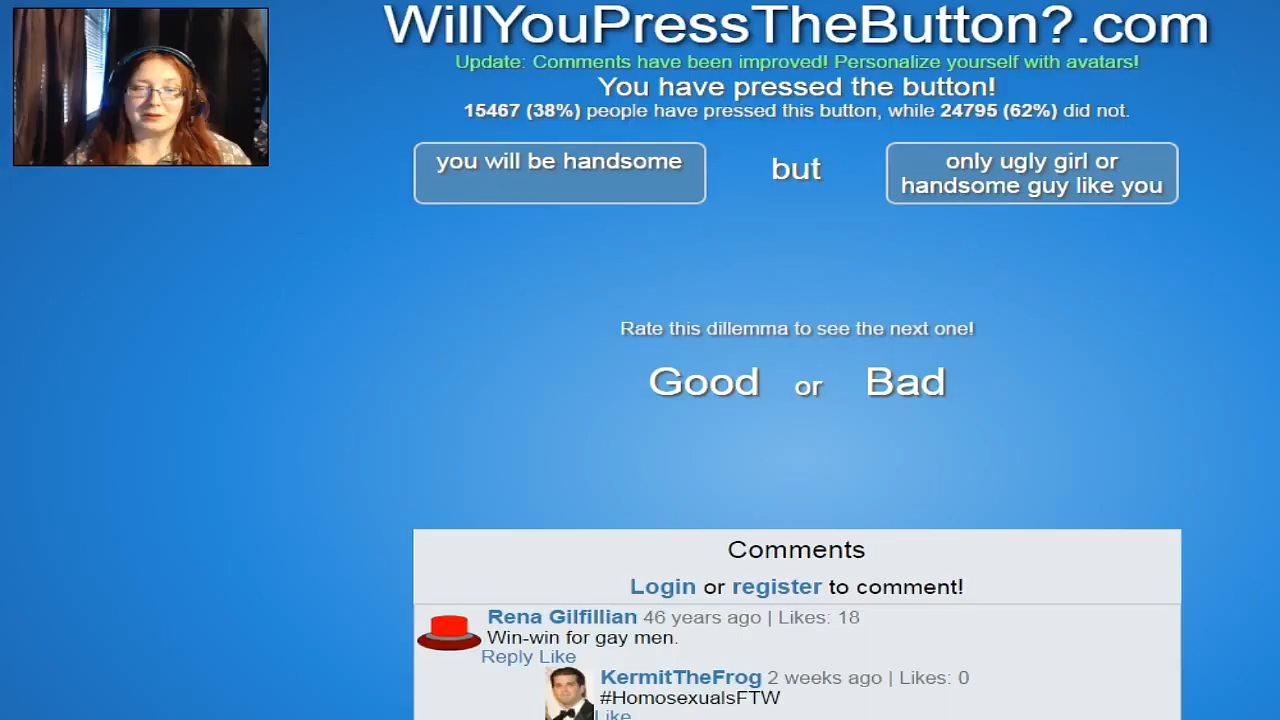 WillYouPressTheButton?.com
Update: Comments have been improved! Personalize yourself with avatars!
You have pressed the button!
15467 (38%) people have pressed this button, while 24795 (62%) did not.
you will be handsome
but
only ugly girl or
handsome guy like you
Rate this dillemma to see the next one!
Good or Bad
Comments
Login or register to comment!
Rena Gilfillian 46 years ago | Likes: 18
Win-win for gay men.
Reply Like
KermitTheFrog 2 weeks ago | Likes: 0
#HomosexualsFTW
Like